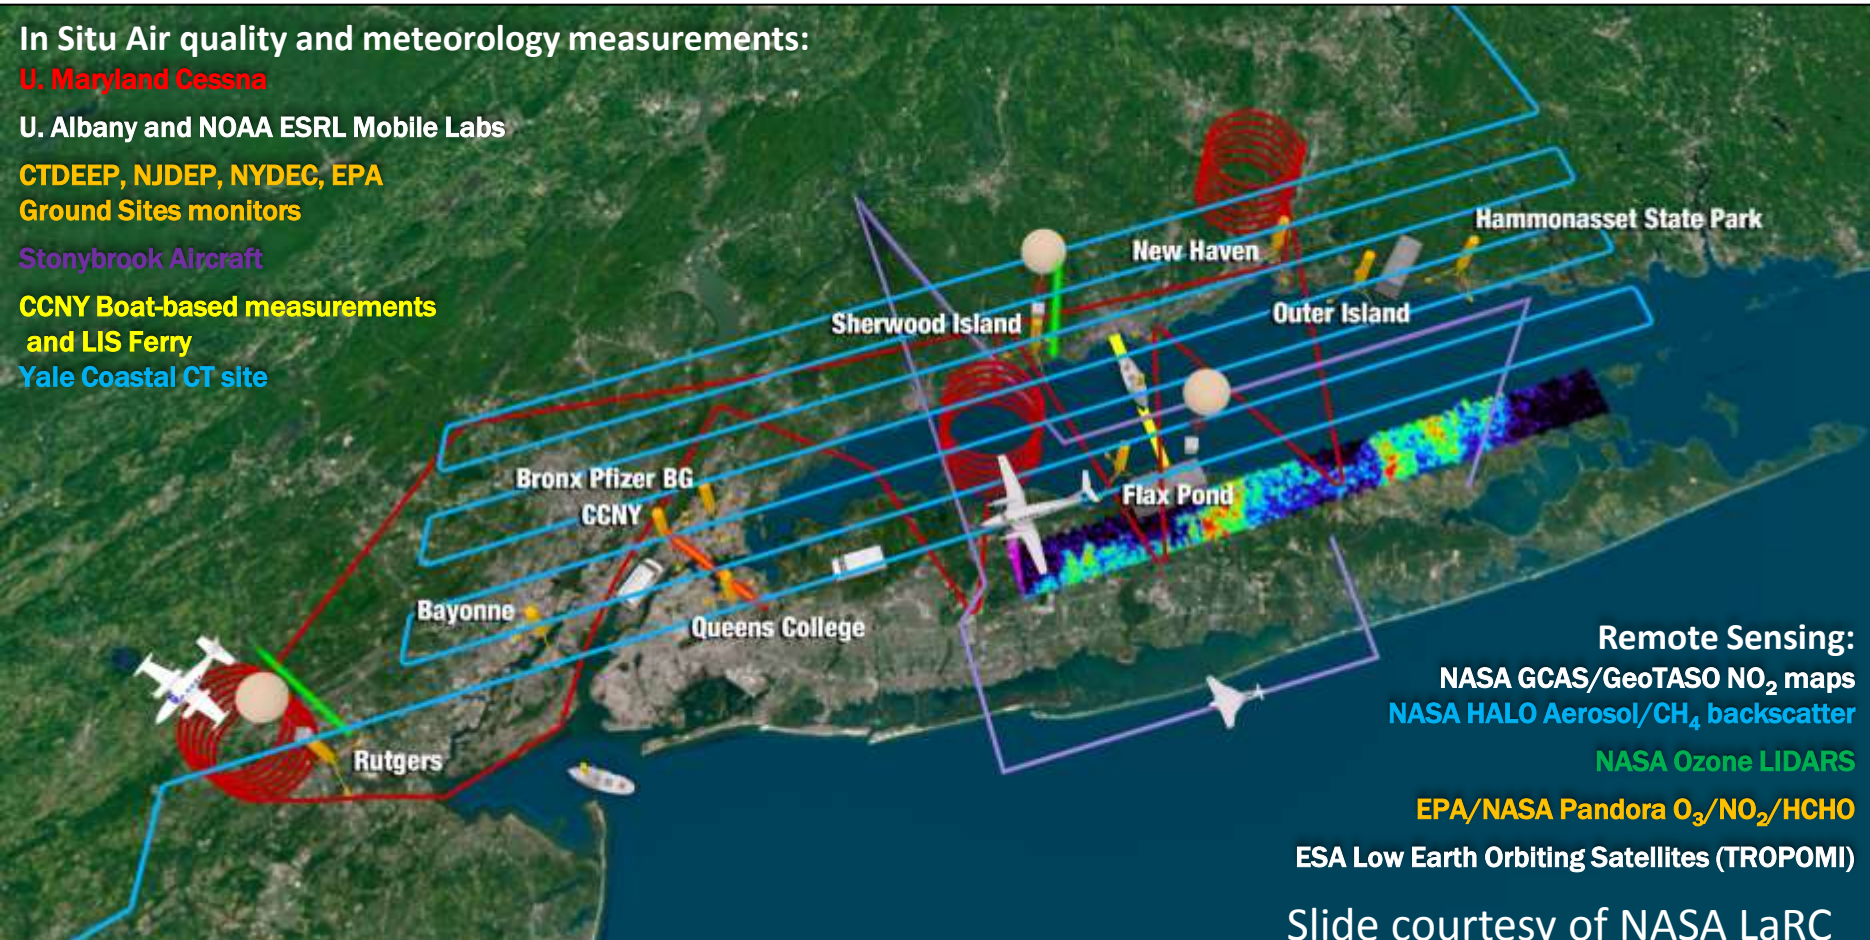 In Situ Air quality and meteorology measurements:
U. Maryland Cessna
U. Albany and NOAA ESRL Mobile Labs
CTDEEP, NJDEP, NYDEC, EPA
Ground Sites monitors
Stonybrook Aircraft
CCNY Boat-based measurements
and LIS Ferry
Yale Coastal CT site
Hammonasset State Park
New Haven
Outer Island
Sherwood Island
Bronx Pfizer BG
CCNY
Flax Pond
Bayonne
Queens College
Rutgers
Remote Sensing:
NASA GCAS/GeoTASO NO₂ maps
NASA HALO Aerosol/CH₄ backscatter
NASA Ozone LIDARS
EPA/NASA Pandora O₃/NO₂/HCHO
ESA Low Earth Orbiting Satellites (TROPOMI)
Slide courtesy of NASA LaRC